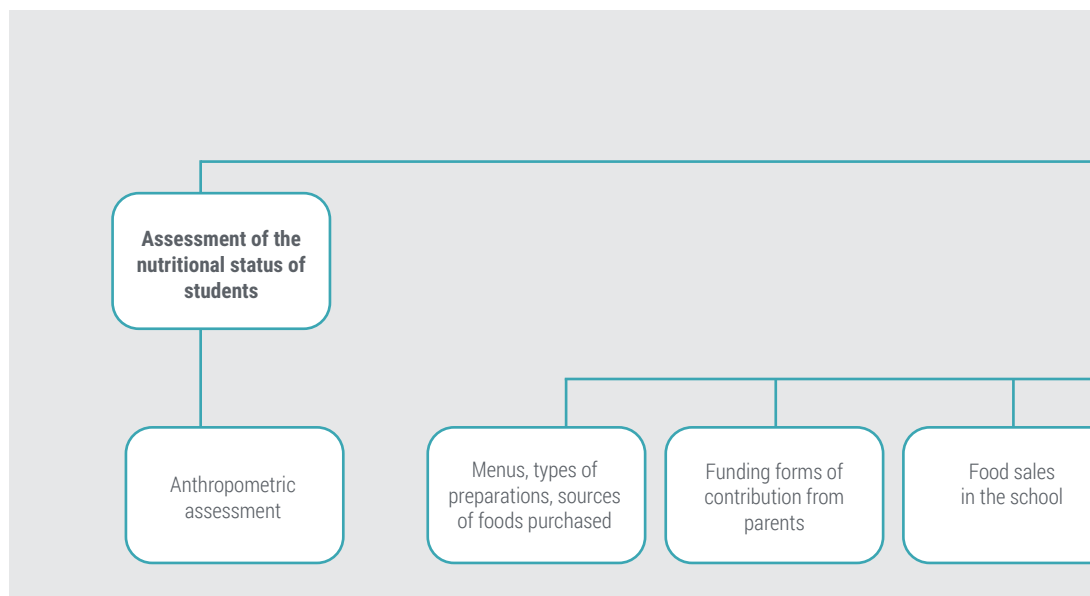 Assessment of the
nutritional status of
students
Anthropometric
assessment
Menus, types of
preparations, sources
of foods purchased
Funding forms of
contribution from
parents
Food sales
in the school